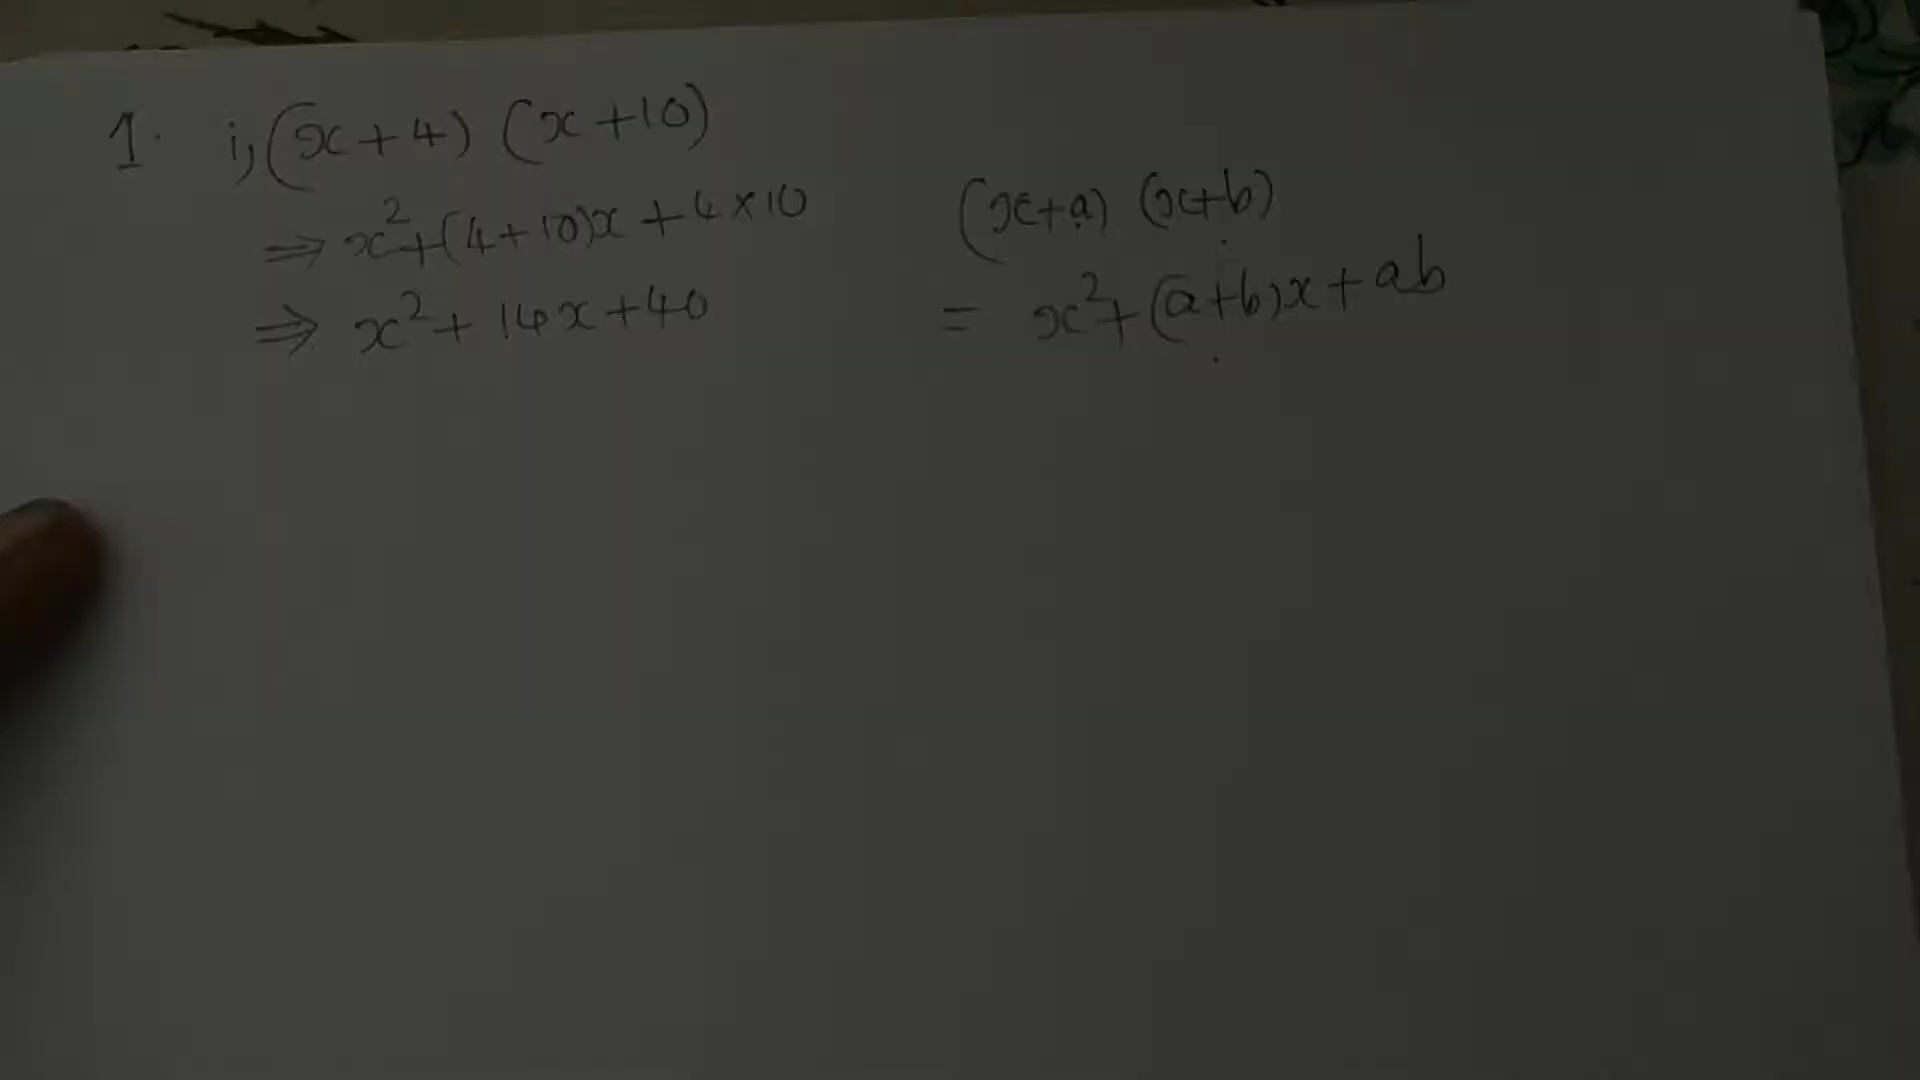 1. i, (x+4) (x+10)
⇒ x²+(4+10)x+4×10
⇒ x²+14x+40
(x+a) (x+b)
= x²+(a+b)x+ab